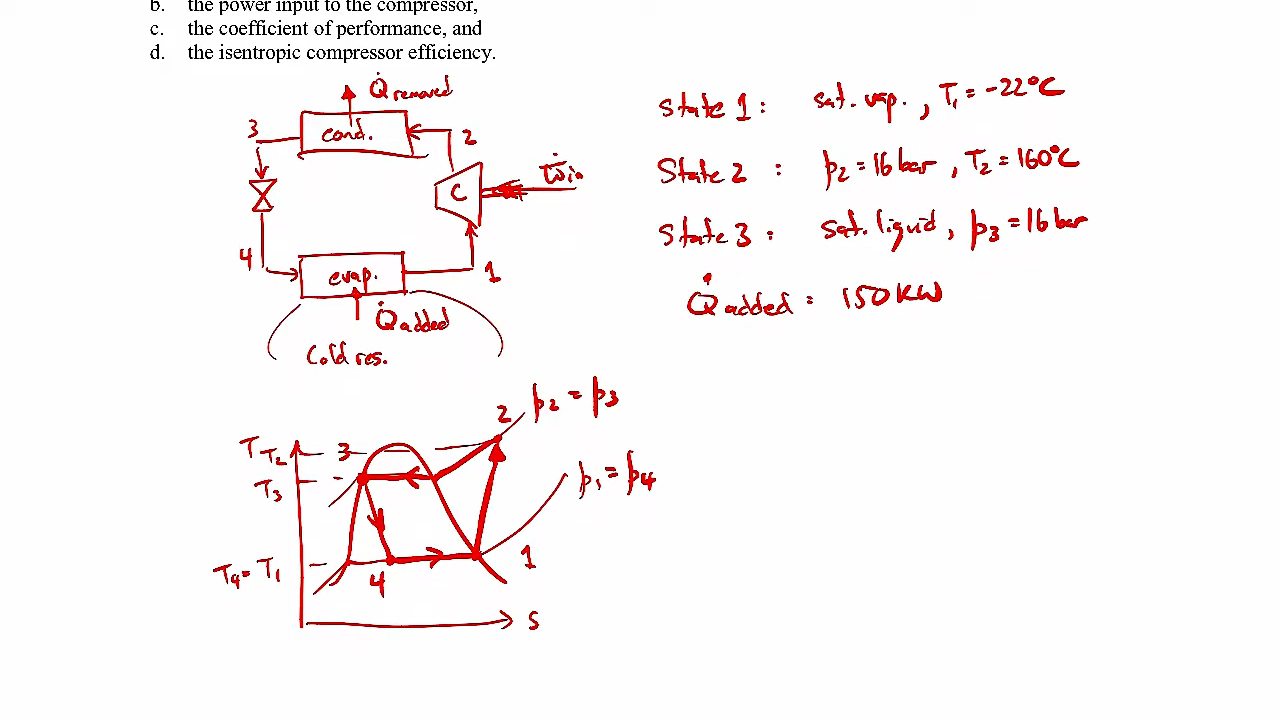 b. the power input to the compressor,
c. the coefficient of performance, and
d. the isentropic compressor efficiency.
Q̇ removed
3
cond.
2
C
Ẇin
4
evap.
1
Q̇ added
Cold res.
State 1: sat. vap., T₁ = -22°C
State 2: p₂ = 16 bar, T₂ = 160°C
State 3: sat. liquid, p₃ = 16 bar
Q̇ added = 150 kW
2 p₂ = p₃
T
T₂
3
T₃
p₁ = p₄
T₄ = T₁
4
1
s